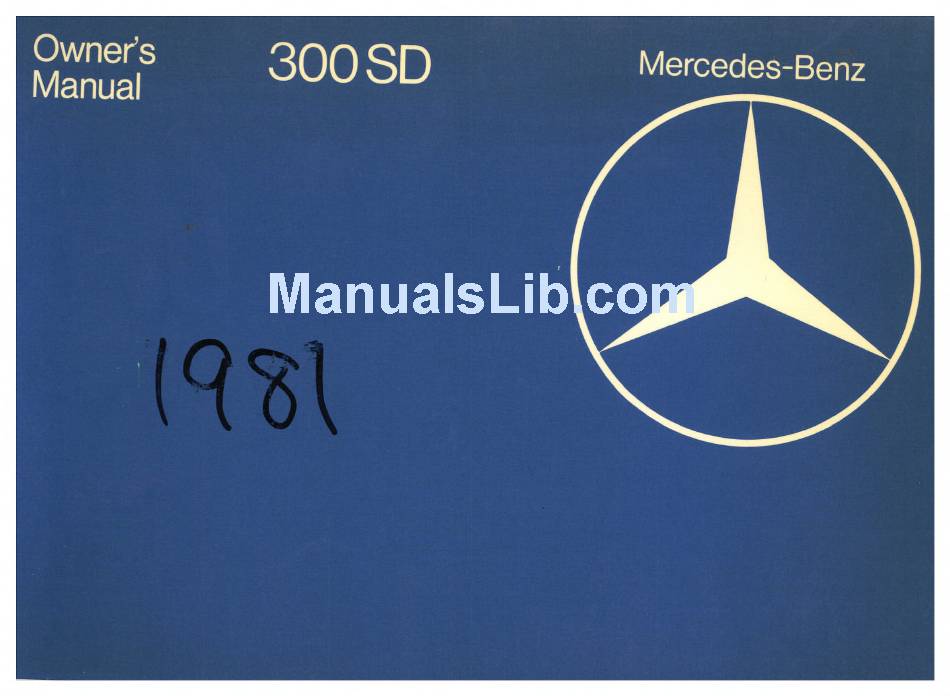 Owner's
Manual
300 SD
Mercedes-Benz
ManualsLib.com
1981